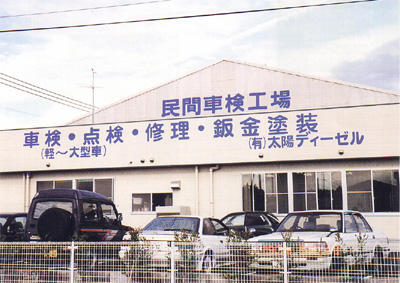 民間車検工場
車検・点検・修理・鈑金塗装
(軽～大型車)
(有)太陽ディーゼル